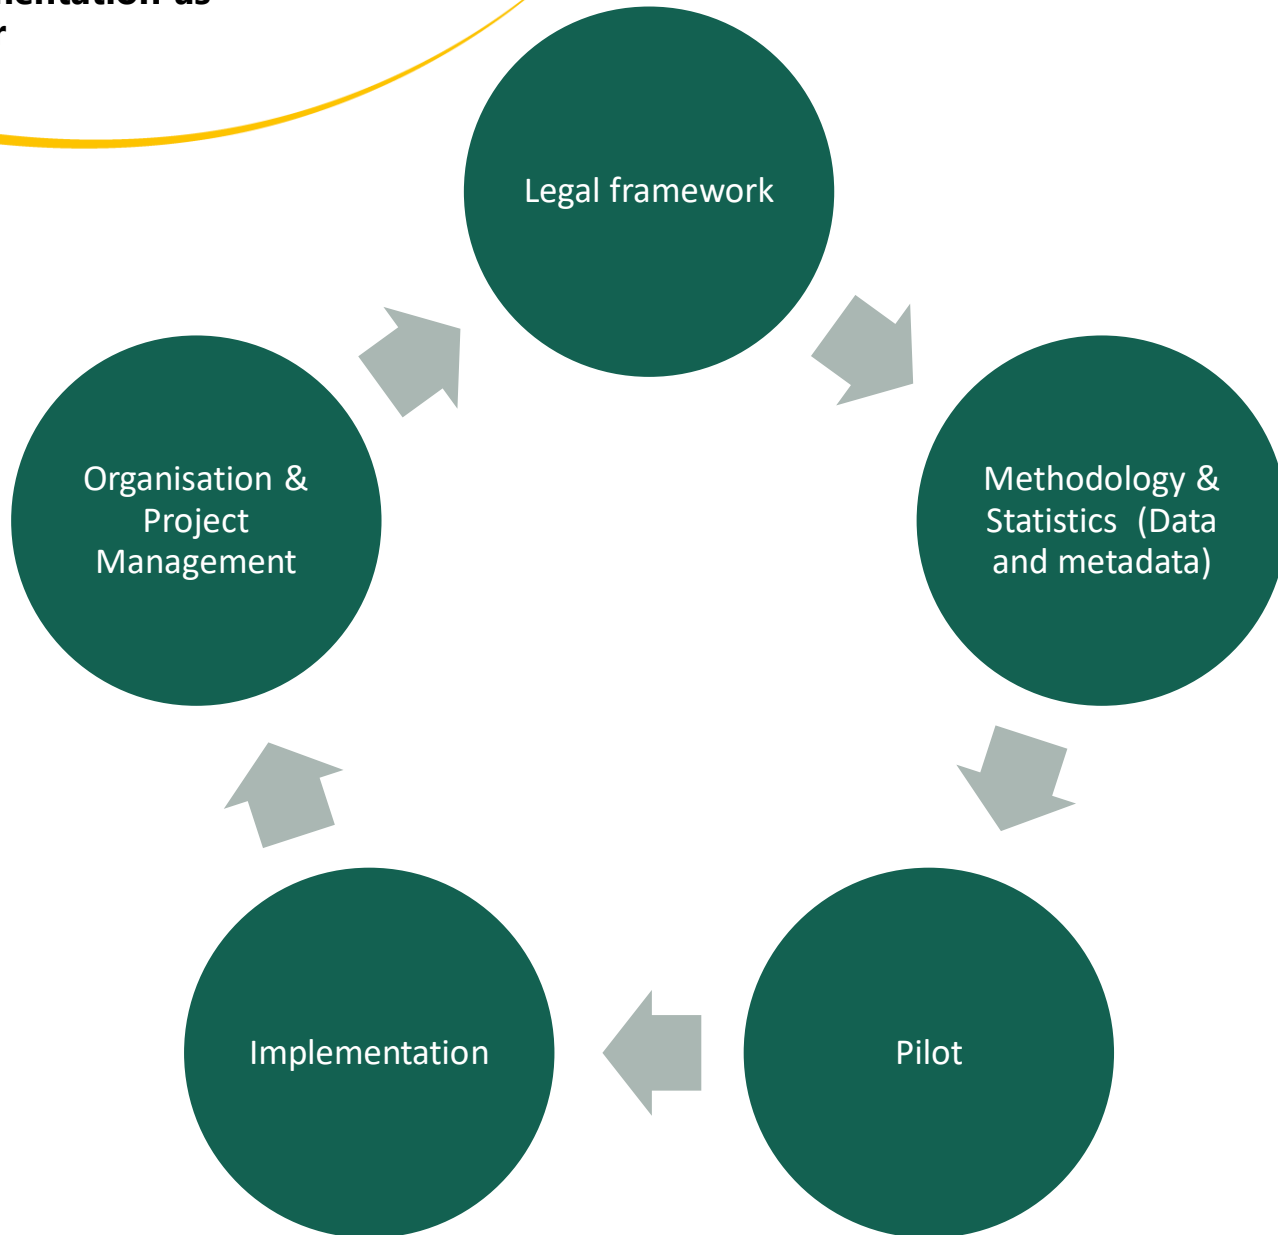 Legal framework
Organisation &
Project
Management
Methodology &
Statistics (Data
and metadata)
Implementation
Pilot